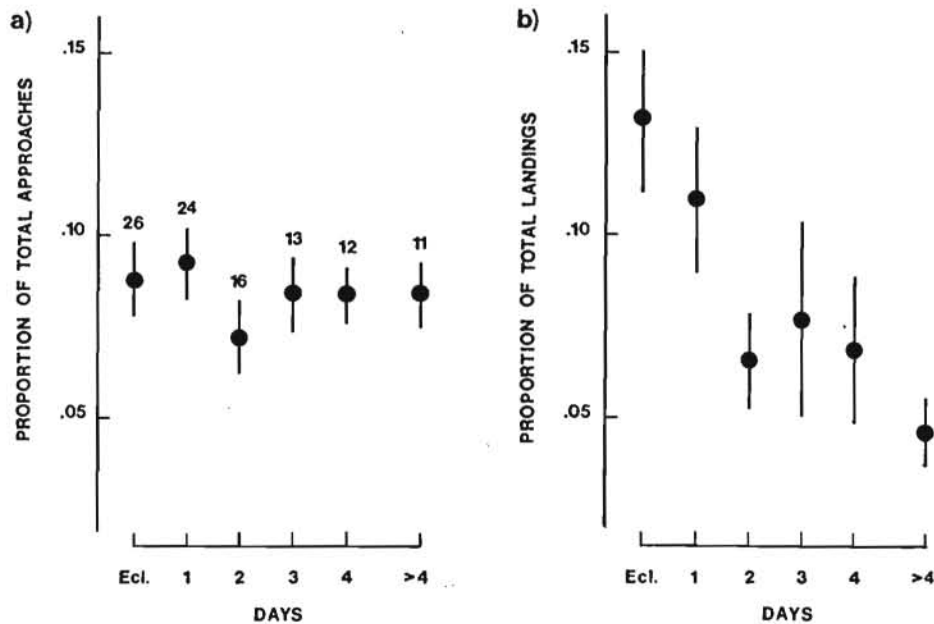 a)
PROPORTION OF TOTAL APPROACHES
.15
.10
.05
26
24
16
13
12
11
Ecl. 1 2 3 4 >4
DAYS
b)
PROPORTION OF TOTAL LANDINGS
.15
.10
.05
Ecl. 1 2 3 4 >4
DAYS